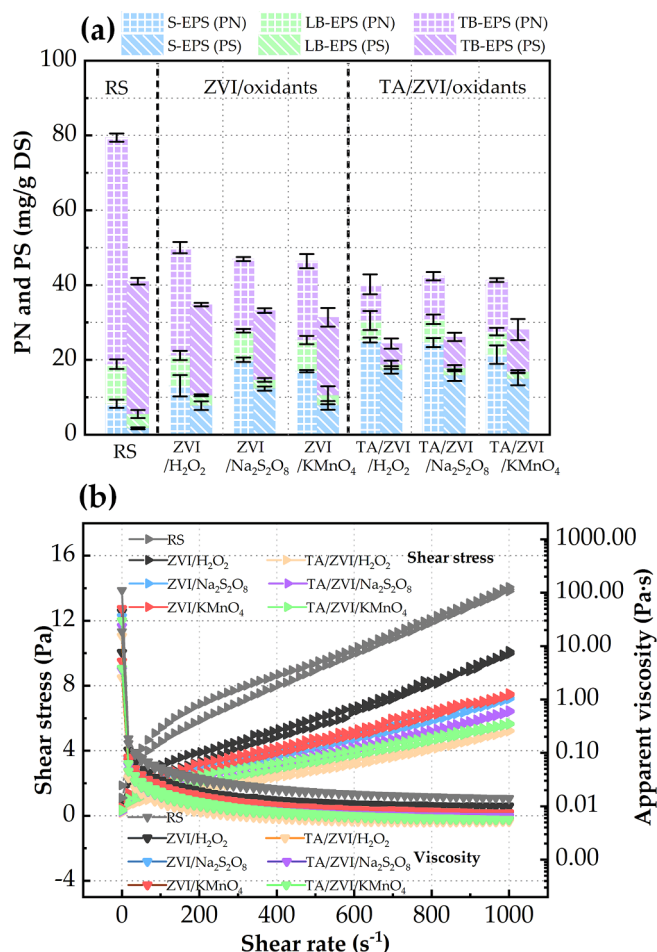 (a)
S-EPS (PN) LB-EPS (PN) TB-EPS (PN)
S-EPS (PS) LB-EPS (PS) TB-EPS (PS)
RS ZVI/oxidants TA/ZVI/oxidants
PN and PS (mg/g DS)
100
80
60
40
20
0
RS ZVI ZVI ZVI TA/ZVI TA/ZVI TA/ZVI
/H₂O₂ /Na₂S₂O₈ /KMnO₄ /H₂O₂ /Na₂S₂O₈ /KMnO₄
(b)
RS
ZVI/H₂O₂ TA/ZVI/H₂O₂ Shear stress
ZVI/Na₂S₂O₈ TA/ZVI/Na₂S₂O₈
ZVI/KMnO₄ TA/ZVI/KMnO₄
Shear stress (Pa)
16
12
8
4
0
-4
Apparent viscosity (Pa·s)
1000.00
100.00
10.00
1.00
0.10
0.01
0.00
RS
ZVI/H₂O₂ TA/ZVI/H₂O₂
ZVI/Na₂S₂O₈ TA/ZVI/Na₂S₂O₈ Viscosity
ZVI/KMnO₄ TA/ZVI/KMnO₄
0 200 400 600 800 1000
Shear rate (s⁻¹)